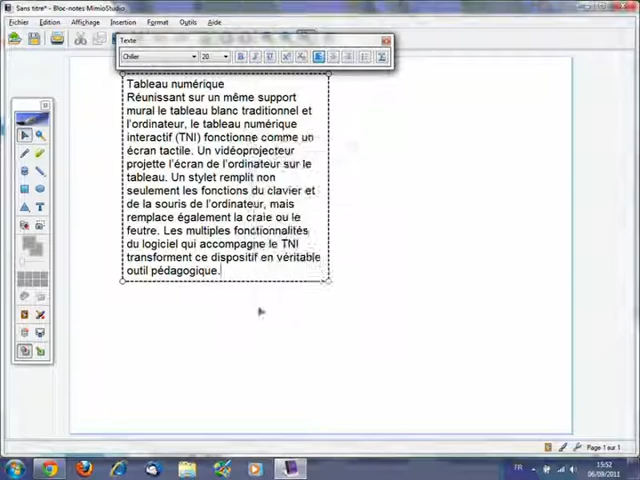 Sans titre* - Bloc-notes MimioStudio
Fichier Edition Affichage Insertion Format Outils Aide
Texte
Chiller 20
Tableau numérique
Réunissant sur un même support
mural le tableau blanc traditionnel et
l'ordinateur, le tableau numérique
interactif (TNI) fonctionne comme un
écran tactile. Un vidéoprojecteur
projette l'écran de l'ordinateur sur le
tableau. Un stylet remplit non
seulement les fonctions du clavier et
de la souris de l'ordinateur, mais
remplace également la craie ou le
feutre. Les multiples fonctionnalités
du logiciel qui accompagne le TNI
transforment ce dispositif en véritable
outil pédagogique.
Page 1 sur 1
FR 15:52
06/09/2011